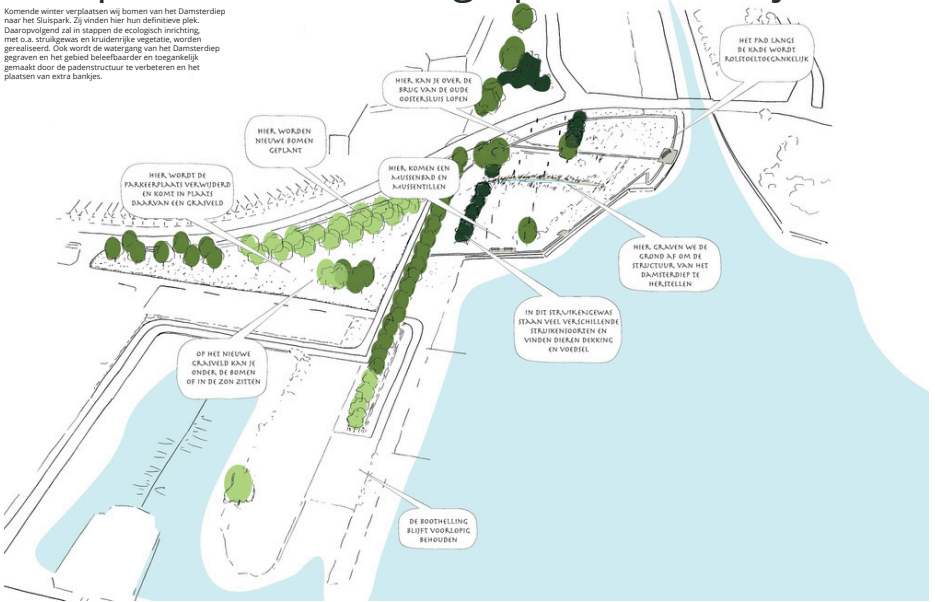 Komende winter verplaatsen wij bomen van het Damsterdiep
naar het Sluispark. Zij vinden hier hun definitieve plek.
Daaropvolgend zal in stappen de ecologisch inrichting,
met o.a. struikgewas en kruidenrijke vegetatie, worden
gerealiseerd. Ook wordt de watergang van het Damsterdiep
gegraven en het gebied beleefbaarder en toegankelijk
gemaakt door de padenstructuur te verbeteren en het
plaatsen van extra bankjes.
HET PAD LANGS
DE KADE WORDT
ROLSTOELTOEGANKELIJK
HIER KAN JE OVER DE
BRUG VAN DE OUDE
OOSTERSLUIS LOPEN
HIER WORDEN
NIEUWE BOMEN
GEPLANT
HIER KOMEN EEN
MUSSENBAD EN
MUSSENTILLEN
HIER WORDT DE
PARKEERPLAATS VERWIJDERD
EN KOMT IN PLAATS
DAARVAN EEN GRASVELD
HIER GRAVEN WE DE
GROND AF OM DE
STRUCTUUR VAN HET
DAMSTERDIEP TE
HERSTELLEN
IN DIT STRUIKENGEWAS
STAAN VEEL VERSCHILLENDE
STRUIKENSOORTEN EN
VINDEN DIEREN DEKKING
EN VOEDSEL
OP HET NIEUWE
GRASVELD KAN JE
ONDER DE BOMEN
OF IN DE ZON ZITTEN
DE BOOTHELLING
BLIJFT VOORLOPIG
BEHOUDEN